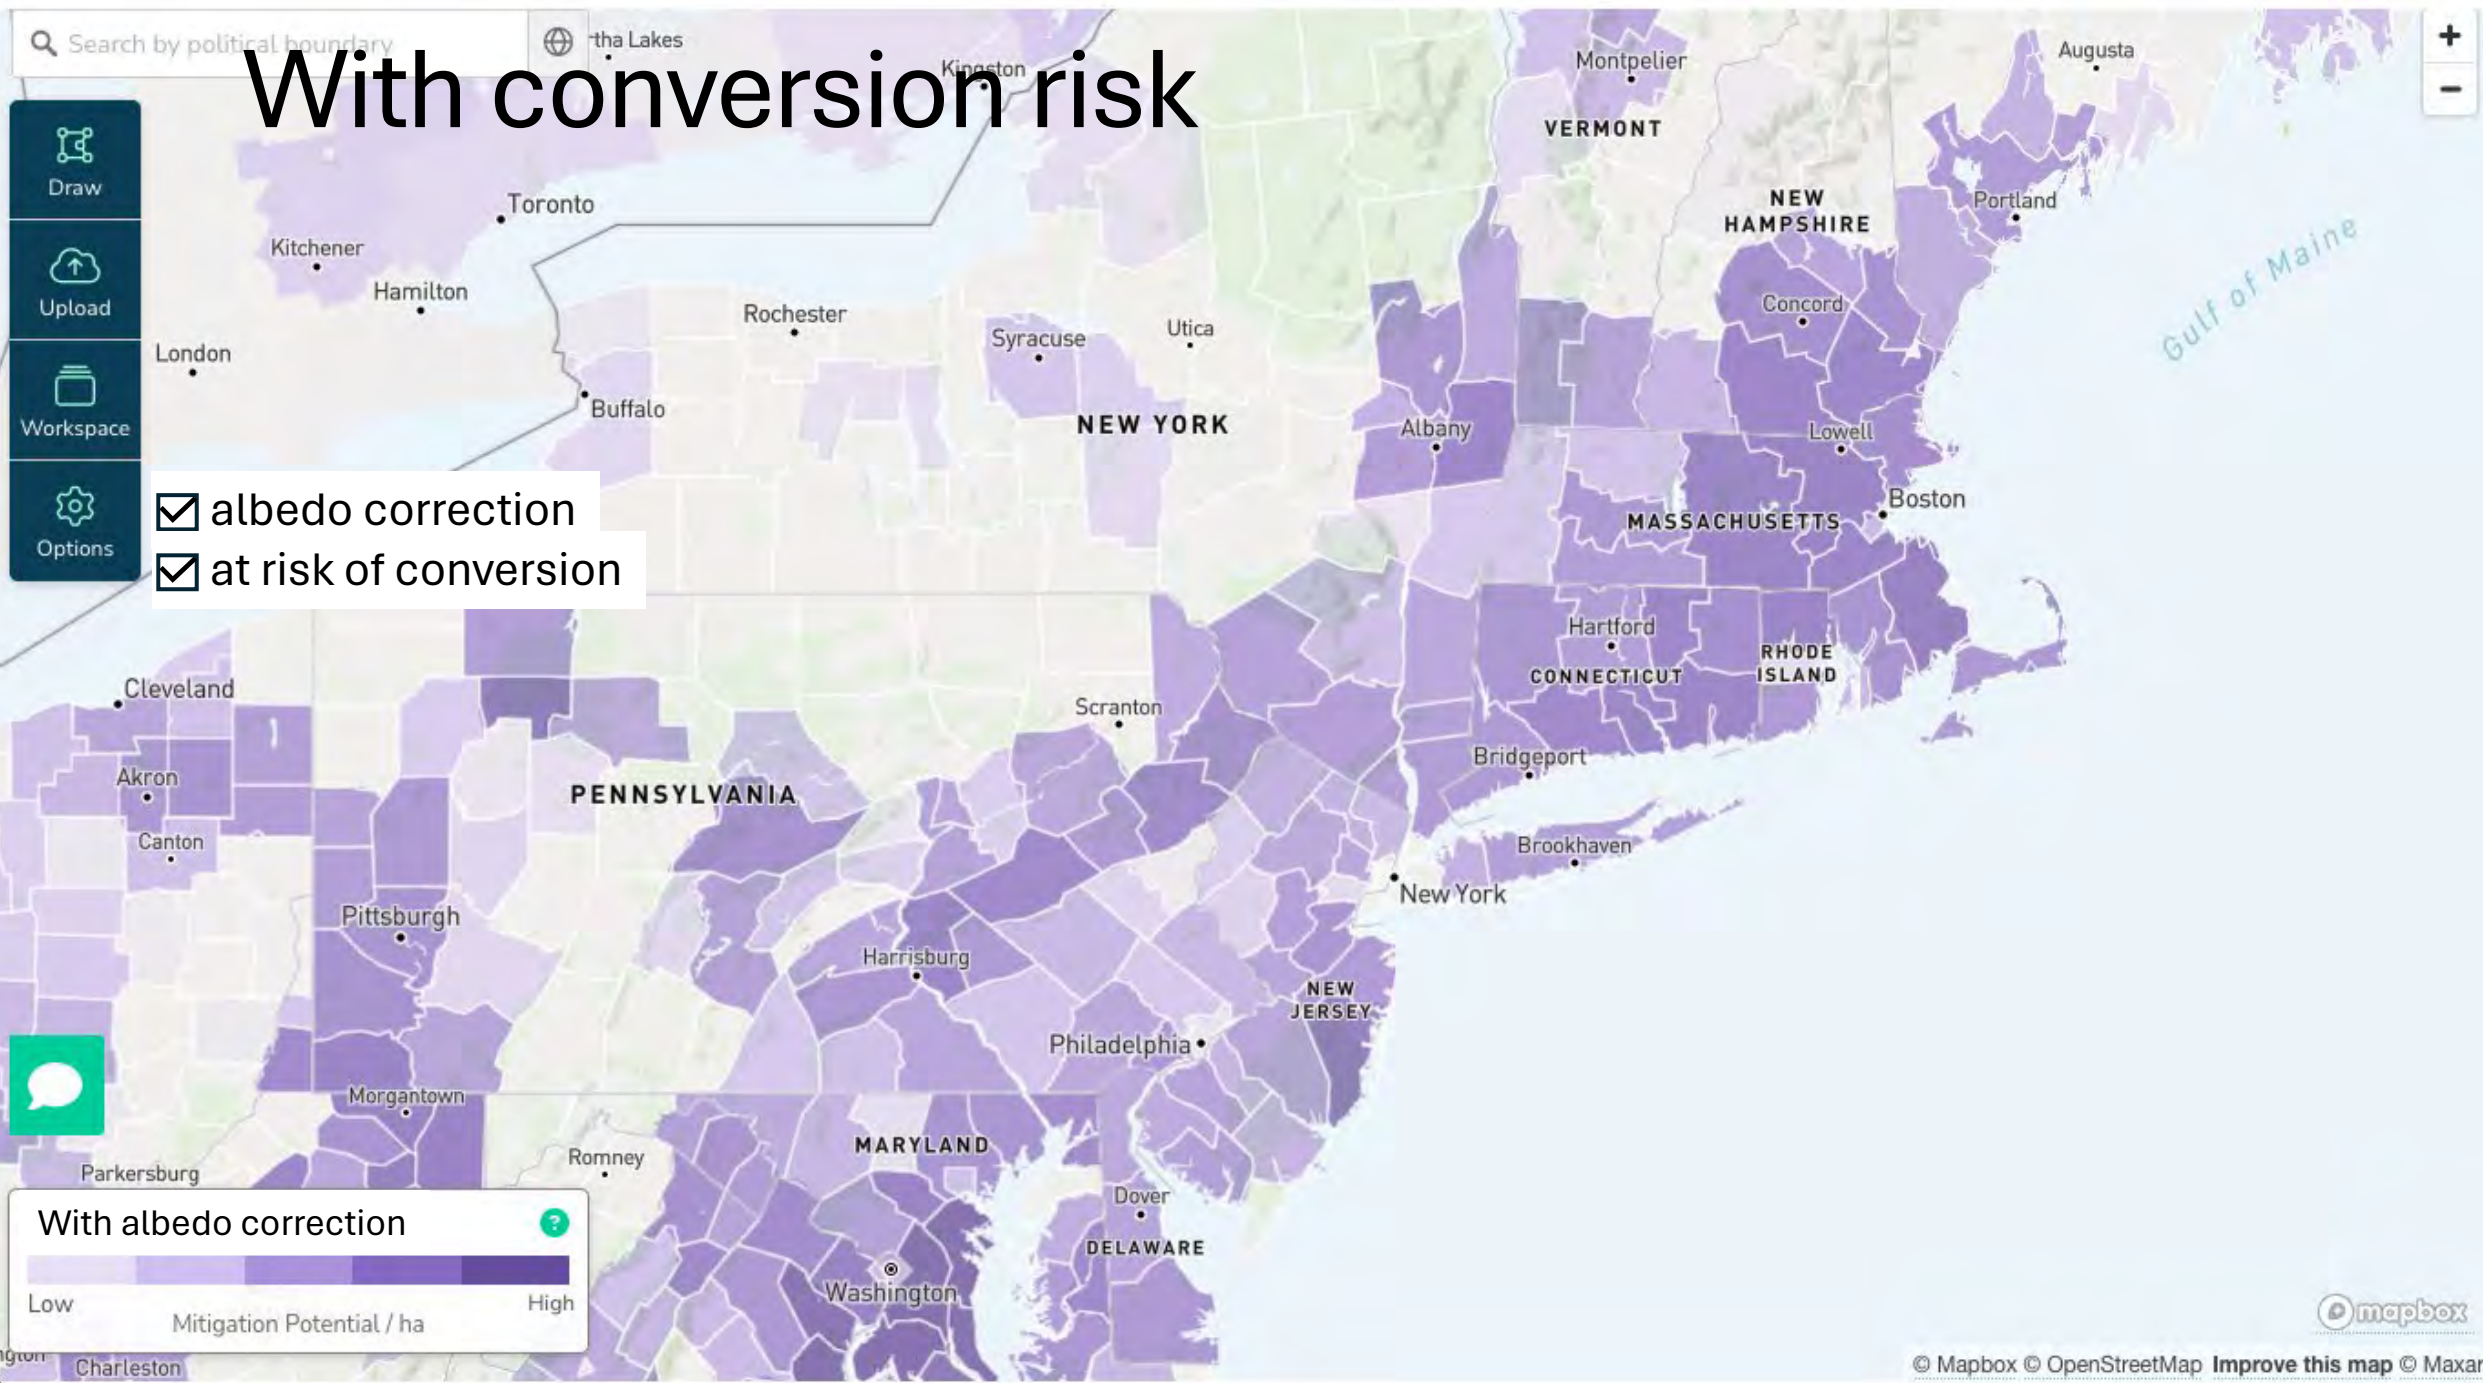 Search by political boundary
With conversion risk
-tha Lakes
Kingston
Montpelier
Augusta
+
−
VERMONT
Draw
Toronto
NEW
HAMPSHIRE
Portland
Kitchener
Hamilton
Upload
Rochester
Concord
Gulf of Maine
London
Syracuse
Utica
Buffalo
NEW YORK
Albany
Lowell
Workspace
albedo correction
Boston
MASSACHUSETTS
Options
at risk of conversion
Hartford
CONNECTICUT
RHODE
ISLAND
Cleveland
Scranton
Bridgeport
Akron
PENNSYLVANIA
Canton
Brookhaven
New York
Pittsburgh
Harrisburg
NEW
JERSEY
Philadelphia
Morgantown
MARYLAND
Romney
Parkersburg
Dover
With albedo correction
?
DELAWARE
Washington
Low
High
Mitigation Potential / ha
mapbox
Charleston
© Mapbox © OpenStreetMap Improve this map © Maxar